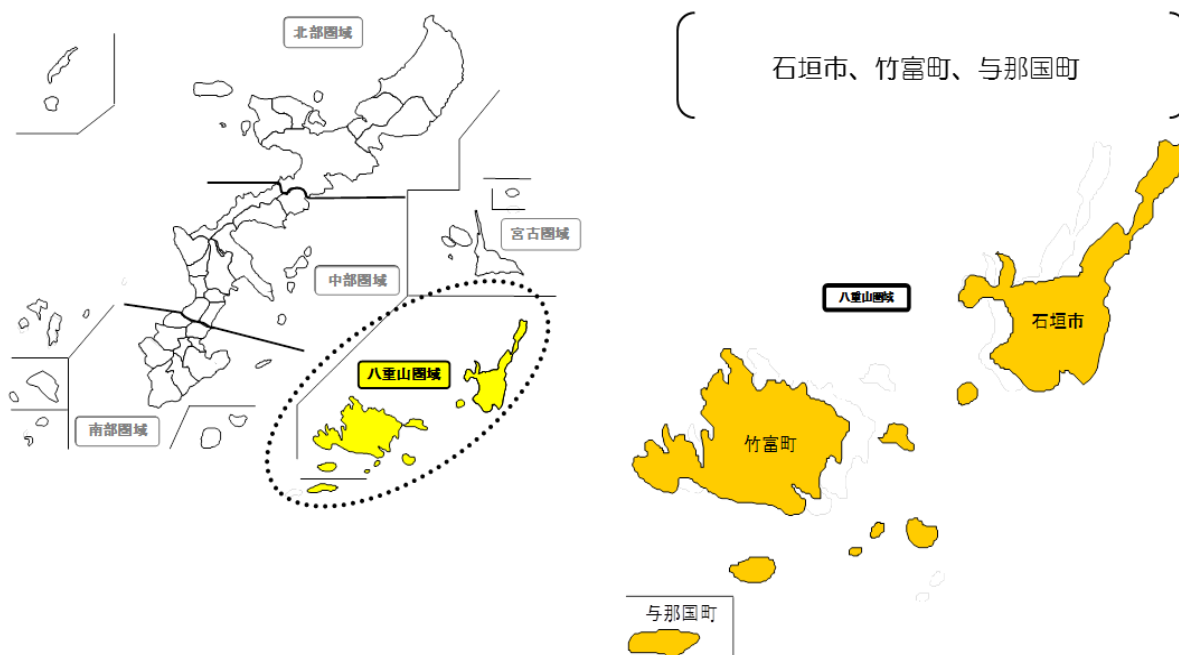 北部圏域
宮古圏域
中部圏域
八重山圏域
南部圏域
石垣市、竹富町、与那国町
八重山圏域
石垣市
竹富町
与那国町